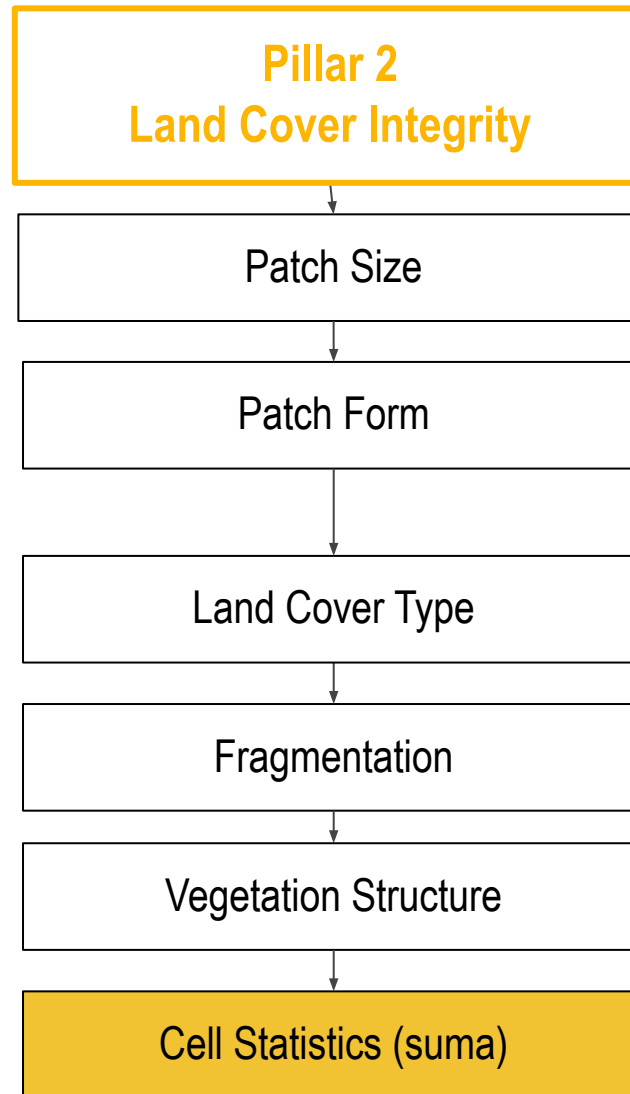 Pillar 2
Land Cover Integrity
Patch Size
Patch Form
Land Cover Type
Fragmentation
Vegetation Structure
Cell Statistics (suma)